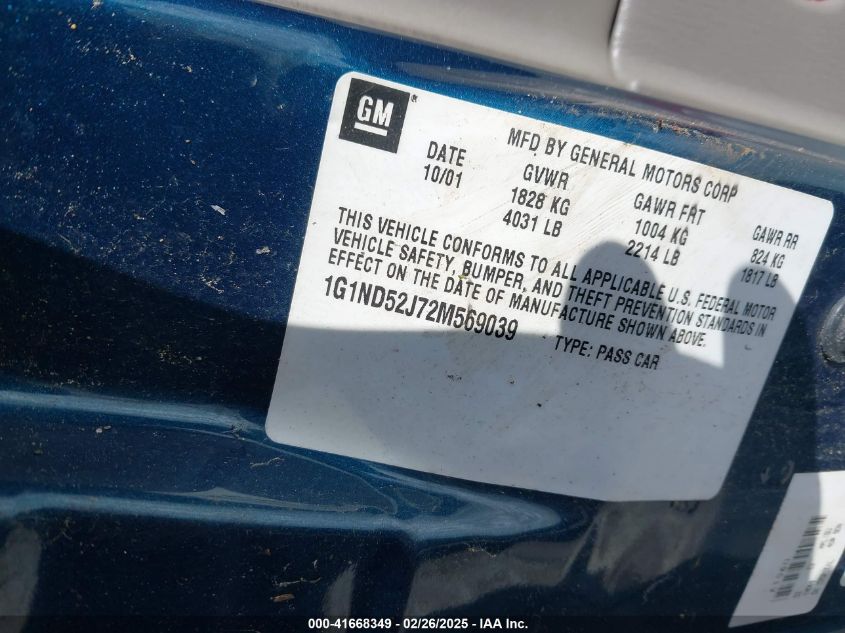 GM
MFD BY GENERAL MOTORS CORP
DATE GVWR GAWR FRT GAWR RR
10/01 1828 KG 1004 KG 824 KG
4031 LB 2214 LB 1817 LB
THIS VEHICLE CONFORMS TO ALL APPLICABLE U.S. FEDERAL MOTOR
VEHICLE SAFETY, BUMPER, AND THEFT PREVENTION STANDARDS IN
EFFECT ON THE DATE OF MANUFACTURE SHOWN ABOVE.
1G1ND52J72M569039 TYPE: PASS CAR
000-41668349 / 02/26/2025 - IAA Inc.